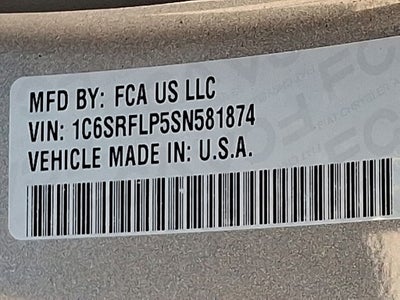 MFD BY: FCA US LLC
VIN: 1C6SRFLP5SN581874
VEHICLE MADE IN: U.S.A.